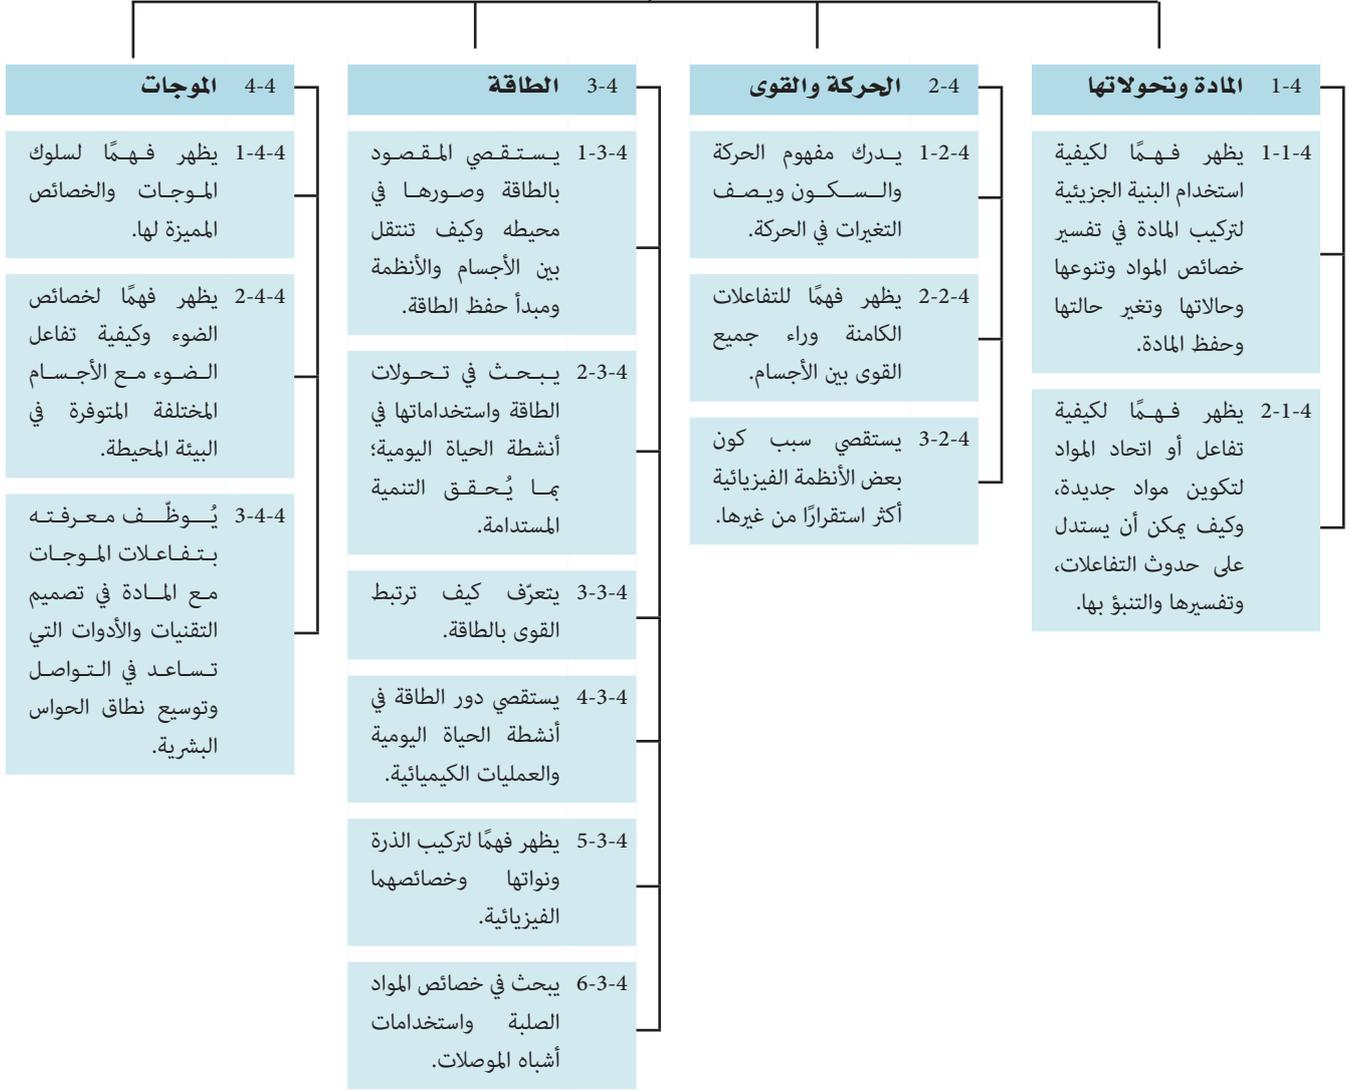 1-4 المادة وتحولاتها
1-1-4 يظهر فهمًا لكيفية
استخدام البنية الجزيئية
لتركيب المادة في تفسير
خصائص المواد وتنوعها
وحالاتها وتغير حالتها
وحفظ المادة.
2-1-4 يظهر فهمًا لكيفية
تفاعل أو اتحاد المواد
لتكوين مواد جديدة،
وكيف يمكن أن يستدل
على حدوث التفاعلات،
وتفسيرها والتنبؤ بها.
2-4 الحركة والقوى
1-2-4 يدرك مفهوم الحركة
والسكون ويصف
التغيرات في الحركة.
2-2-4 يظهر فهمًا للتفاعلات
الكامنة وراء جميع
القوى بين الأجسام.
3-2-4 يستقصي سبب كون
بعض الأنظمة الفيزيائية
أكثر استقرارًا من غيرها.
3-4 الطاقة
1-3-4 يستقصي المقصود
بالطاقة وصورها في
محيطه وكيف تنتقل
بين الأجسام والأنظمة
ومبدأ حفظ الطاقة.
2-3-4 يبحث في تحولات
الطاقة واستخداماتها في
أنشطة الحياة اليومية؛
بما يُحقق التنمية
المستدامة.
3-3-4 يتعرّف كيف ترتبط
القوى بالطاقة.
4-3-4 يستقصي دور الطاقة في
أنشطة الحياة اليومية
والعمليات الكيميائية.
5-3-4 يظهر فهمًا لتركيب الذرة
ونواتها وخصائصهما
الفيزيائية.
6-3-4 يبحث في خصائص المواد
الصلبة واستخدامات
أشباه الموصلات.
4-4 الموجات
1-4-4 يظهر فهمًا لسلوك
الموجات والخصائص
المميزة لها.
2-4-4 يظهر فهمًا لخصائص
الضوء وكيفية تفاعل
الضوء مع الأجسام
المختلفة المتوفرة في
البيئة المحيطة.
3-4-4 يُوظّف معرفته
بتفاعلات الموجات
مع المادة في تصميم
التقنيات والأدوات التي
تساعد في التواصل
وتوسيع نطاق الحواس
البشرية.